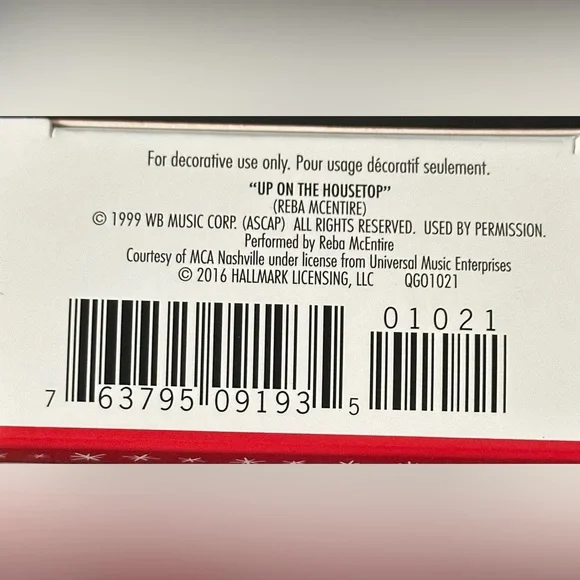 For decorative use only. Pour usage décoratif seulement.
"UP ON THE HOUSETOP"
(REBA MCENTIRE)
© 1999 WB MUSIC CORP. (ASCAP) ALL RIGHTS RESERVED. USED BY PERMISSION.
Performed by Reba McEntire
Courtesy of MCA Nashville under license from Universal Music Enterprises
© 2016 HALLMARK LICENSING, LLC QGO1021
01021
7 63795 09193 5